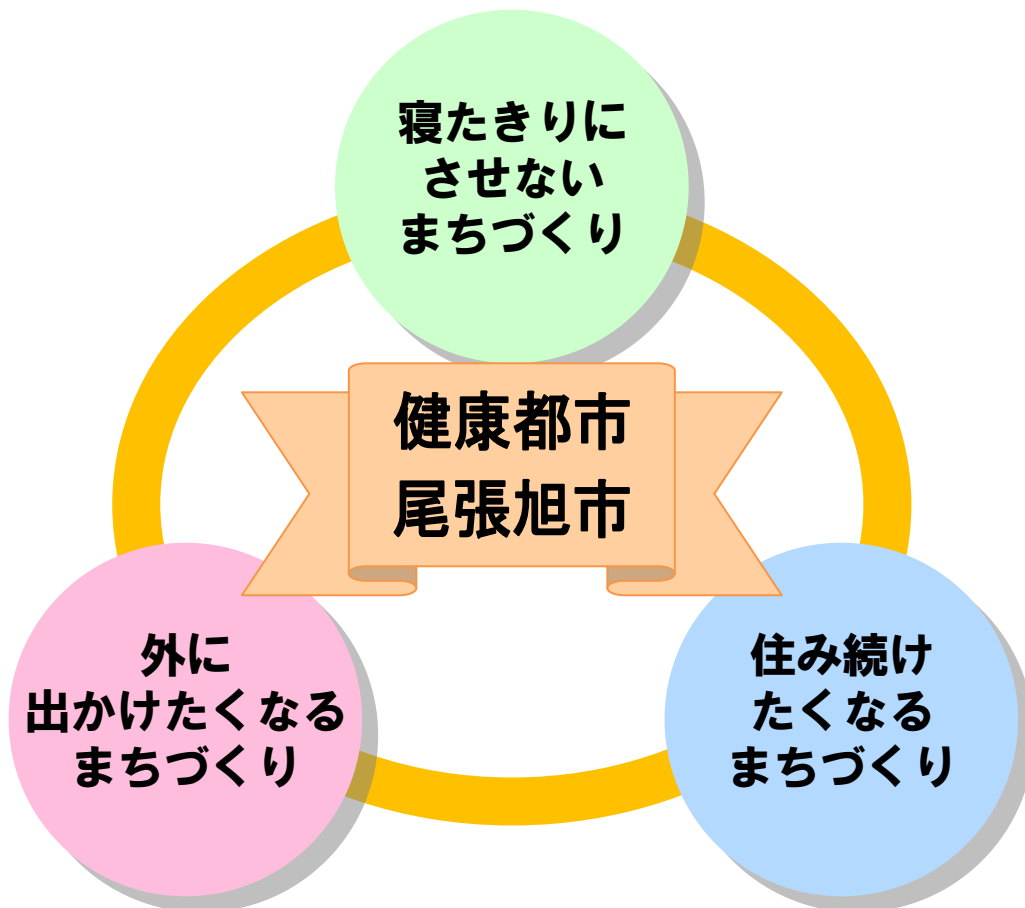 寝たきりに
させない
まちづくり
健康都市
尾張旭市
外に
出かけたくなる
まちづくり
住み続け
たくなる
まちづくり